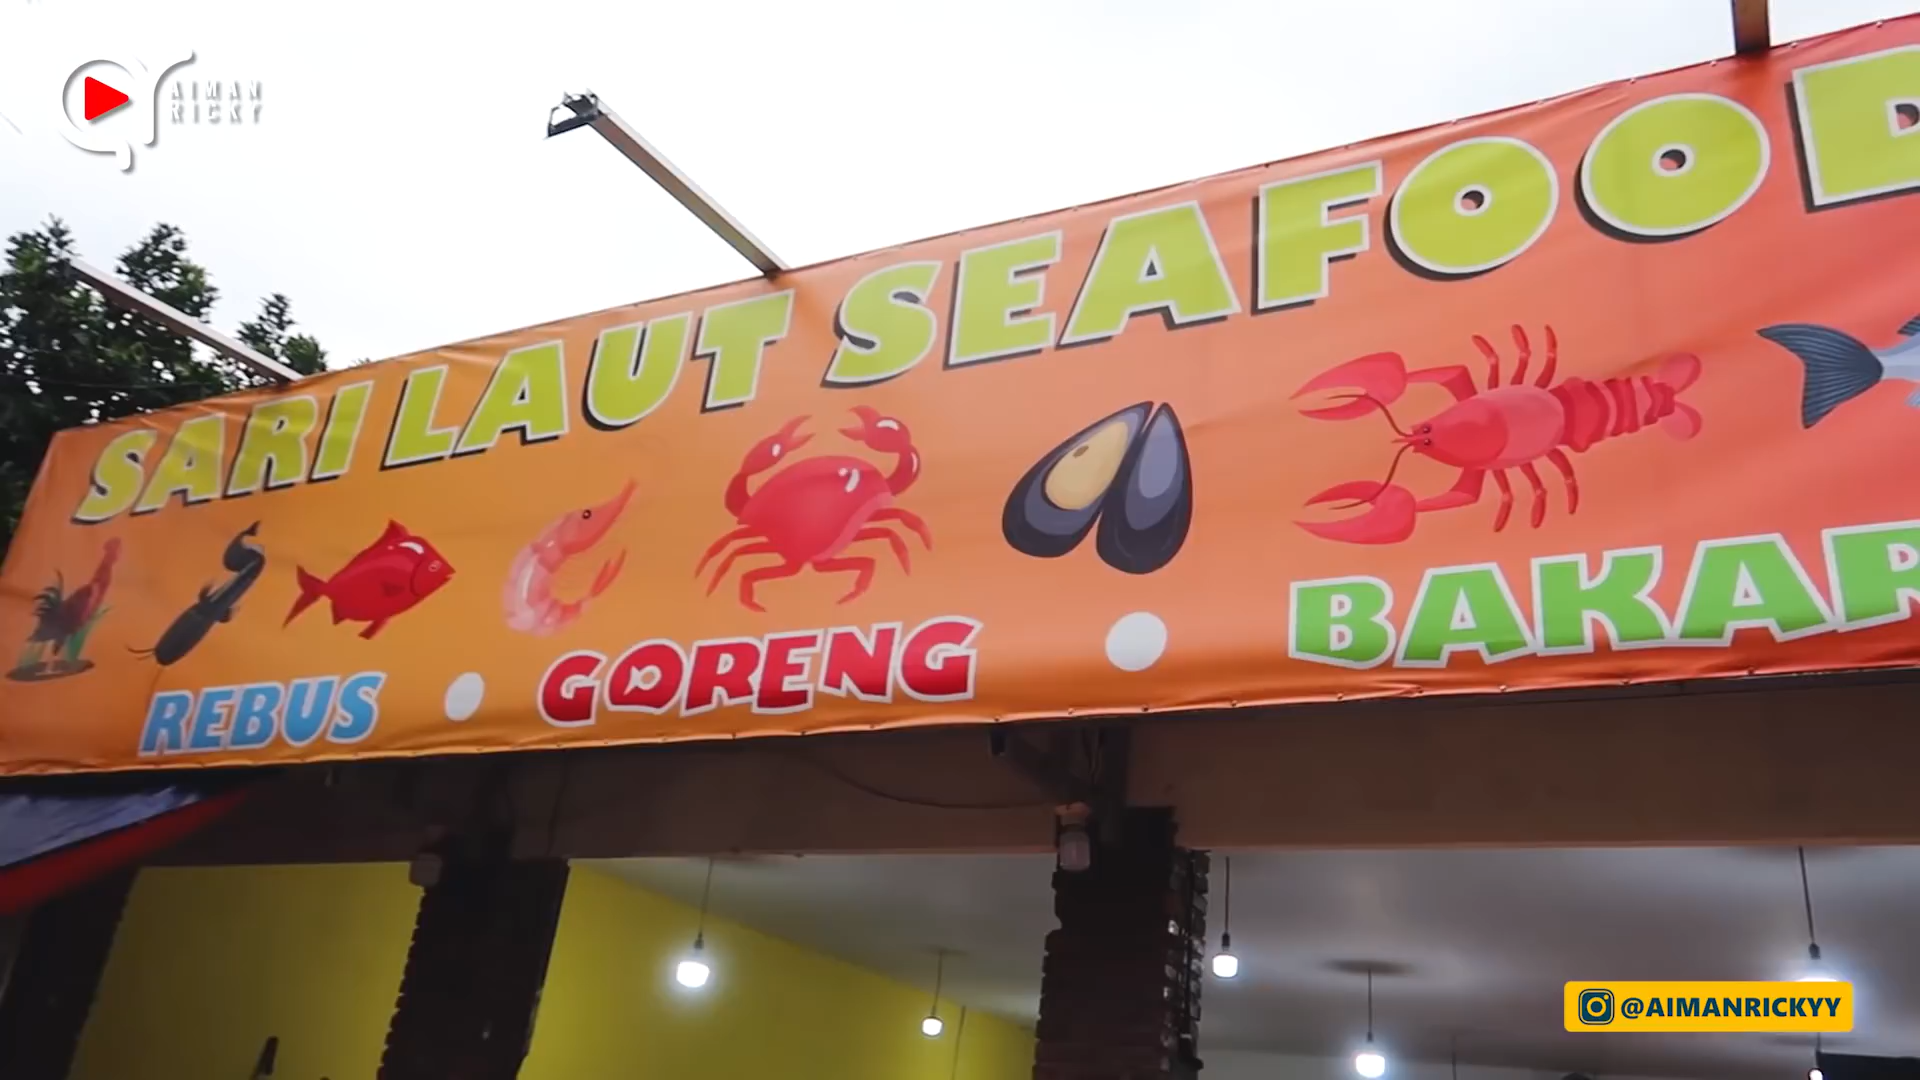 AIMAN
RICKY
SARI LAUT SEAFOOD
REBUS • GORENG • BAKAR
@AIMANRICKYY